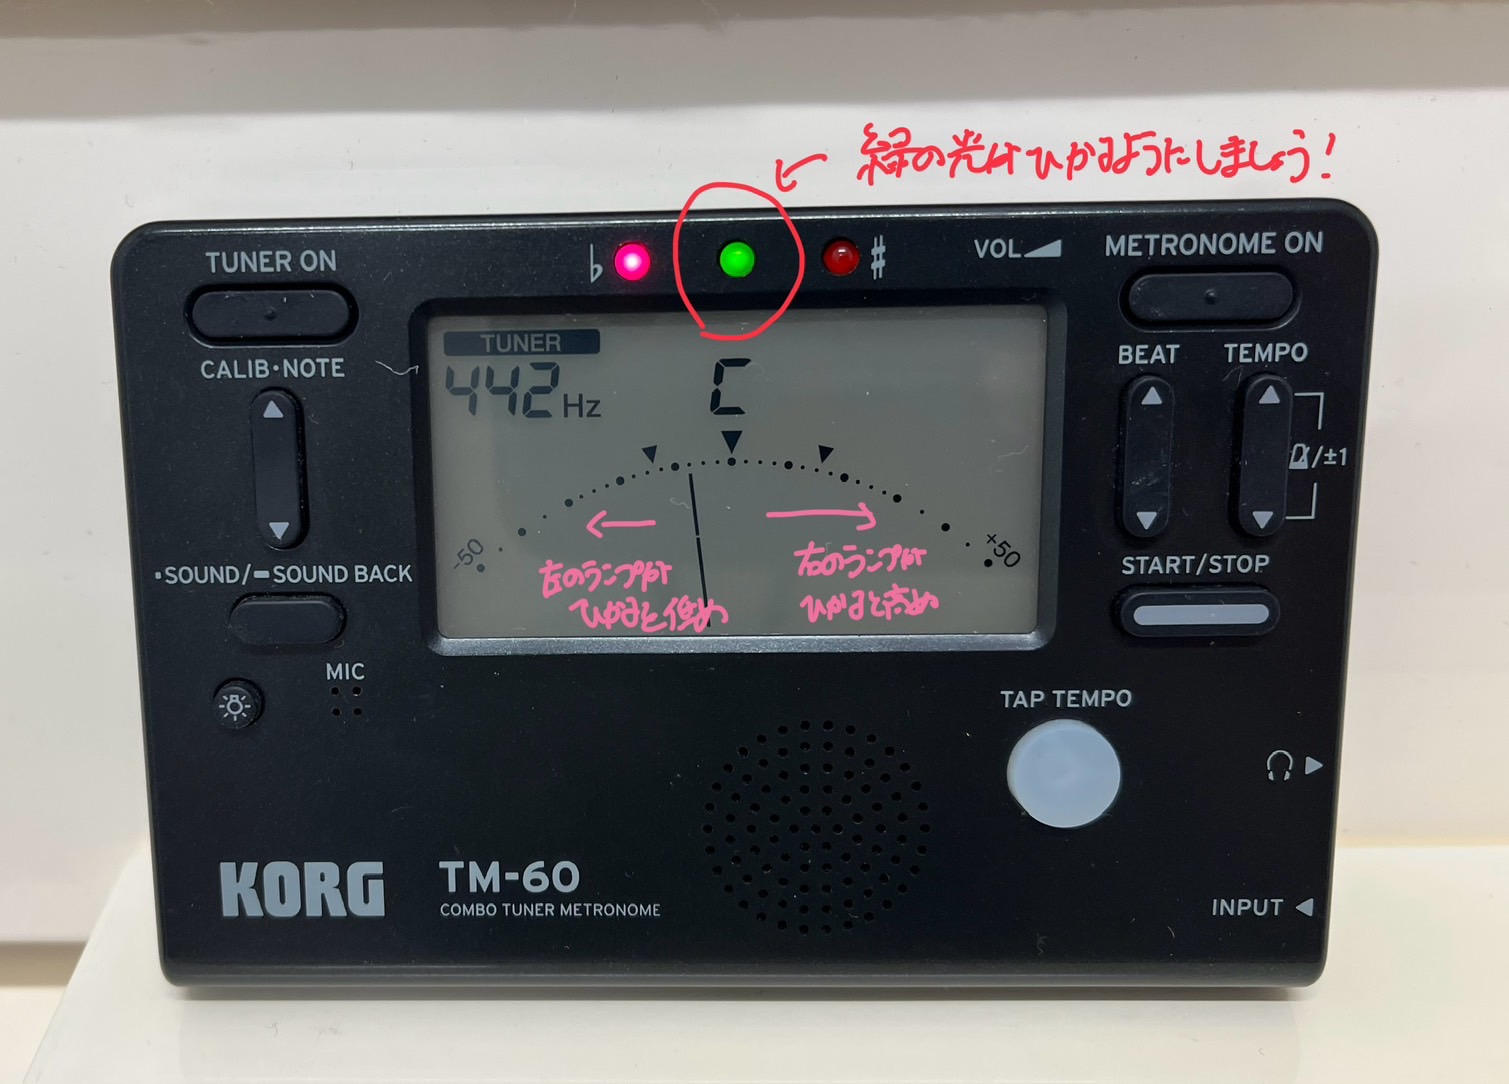 緑の光がひかるようにしましょう!
TUNER ON
♭
♯
VOL
METRONOME ON
CALIB•NOTE
TUNER
442Hz
C
BEAT
TEMPO
/±1
-50
+50
左のランプが
ひかると低め
右のランプが
ひかると高め
▪SOUND/▬SOUND BACK
START/STOP
MIC
TAP TEMPO
KORG
TM-60
COMBO TUNER METRONOME
INPUT